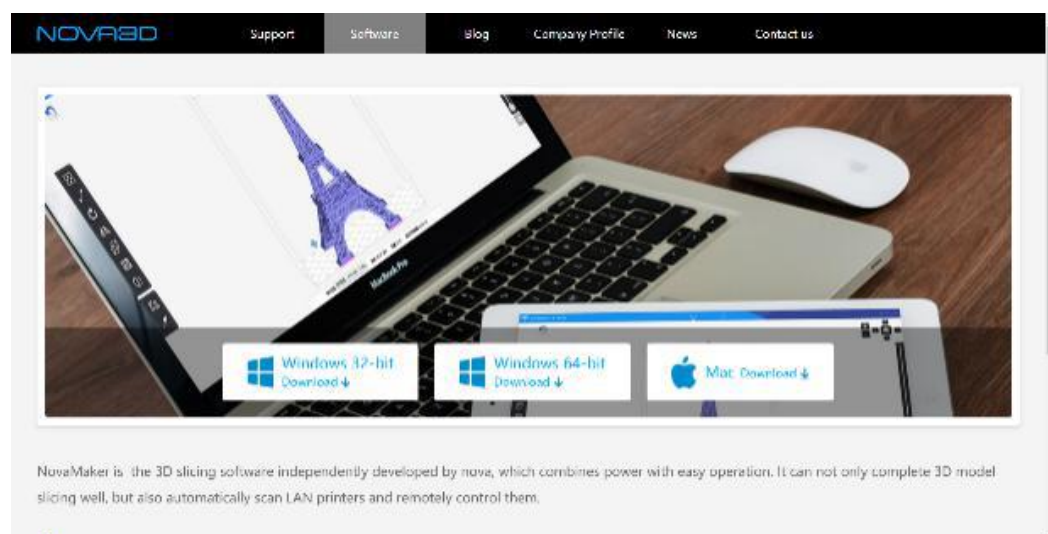 NOVA3D
Support Software Blog Company Profile News Contact us
MacBook Pro
Windows 32-bit
Download
Windows 64-bit
Download
Mac Download
NovaMaker is the 3D slicing software independently developed by nova, which combines power with easy operation. It can not only complete 3D model
slicing well, but also automatically scan LAN printers and remotely control them.